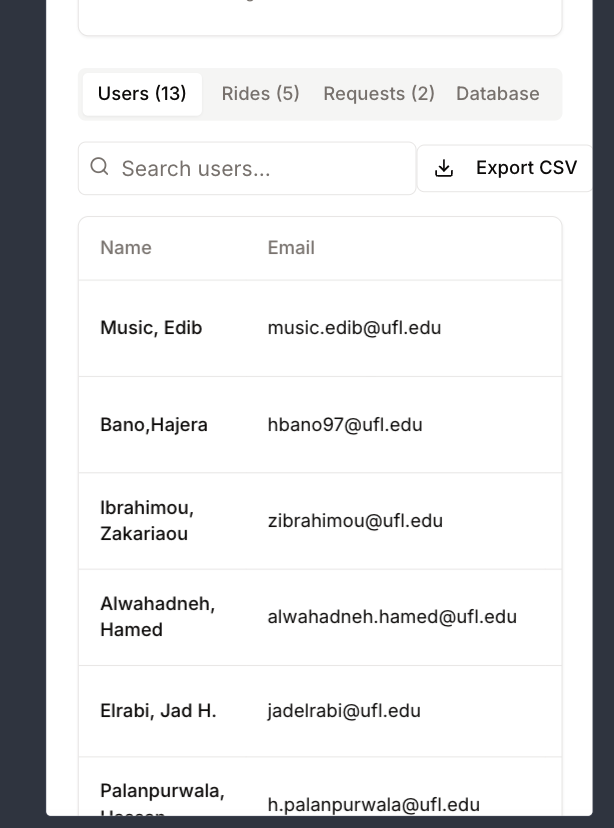 Users (13) Rides (5) Requests (2) Database
Search users...
Export CSV
Name Email
Music, Edib music.edib@ufl.edu
Bano,Hajera hbano97@ufl.edu
Ibrahimou,
Zakariaou
zibrahimou@ufl.edu
Alwahadneh,
Hamed
alwahadneh.hamed@ufl.edu
Elrabi, Jad H. jadelrabi@ufl.edu
Palanpurwala,
h.palanpurwala@ufl.edu